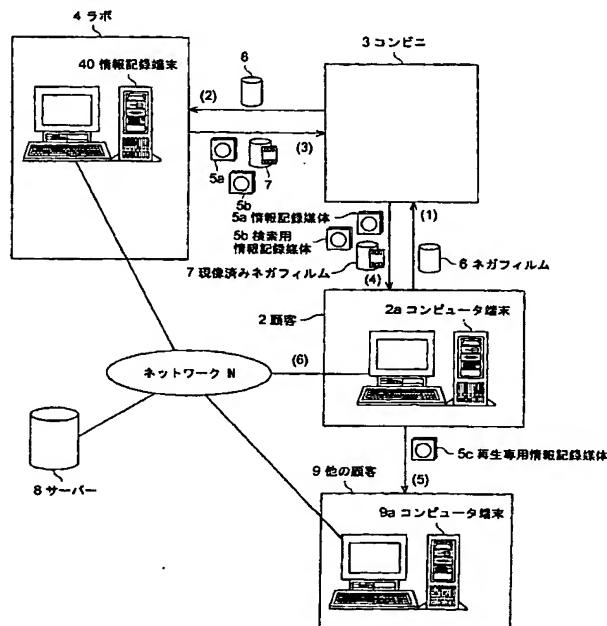 4 ラボ
40 情報記録端末
6
(2)
3 コンビニ
(3)
5a
5b
7
5a 情報記録媒体
5b 検索用
情報記録媒体
(1)
7 現像済みネガフィルム
(4)
6 ネガフィルム
2 顧客
2a コンピュータ端末
ネットワーク N
(6)
8 サーバー
5c 再生専用情報記録媒体
(5)
9 他の顧客
9a コンピュータ端末